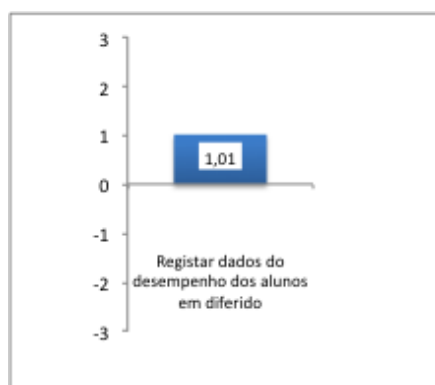 3
2
1
1,01
0
-1
Registar dados do
desempenho dos alunos
-2
em diferido
-3